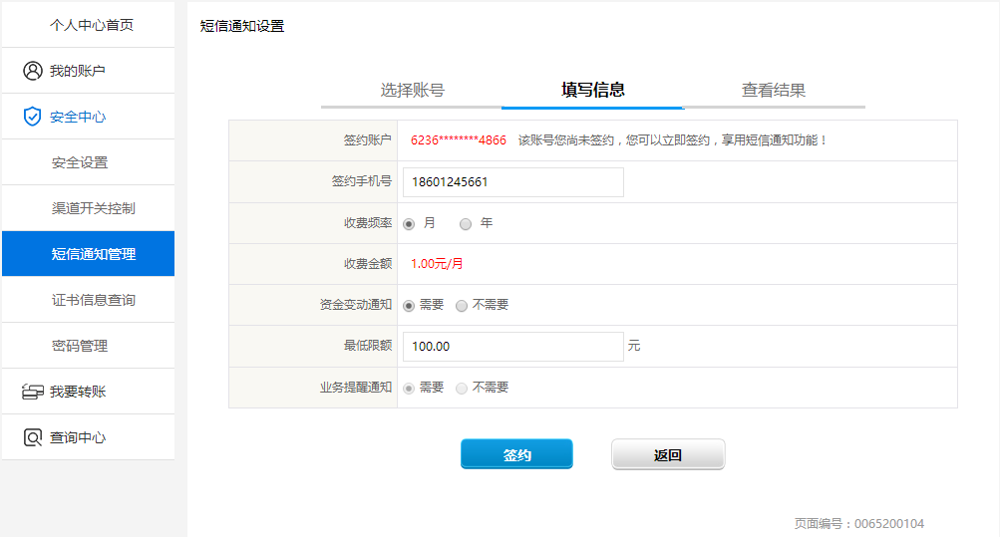 个人中心首页
我的账户
安全中心
安全设置
渠道开关控制
短信通知管理
证书信息查询
密码管理
我要转账
查询中心
短信通知设置
选择账号 填写信息 查看结果
签约账户 6236********4866 该账号您尚未签约，您可以立即签约，享用短信通知功能！
签约手机号 18601245661
收费频率 月 年
收费金额 1.00元/月
资金变动通知 需要 不需要
最低限额 100.00 元
业务提醒通知 需要 不需要
签约 返回
页面编号：0065200104